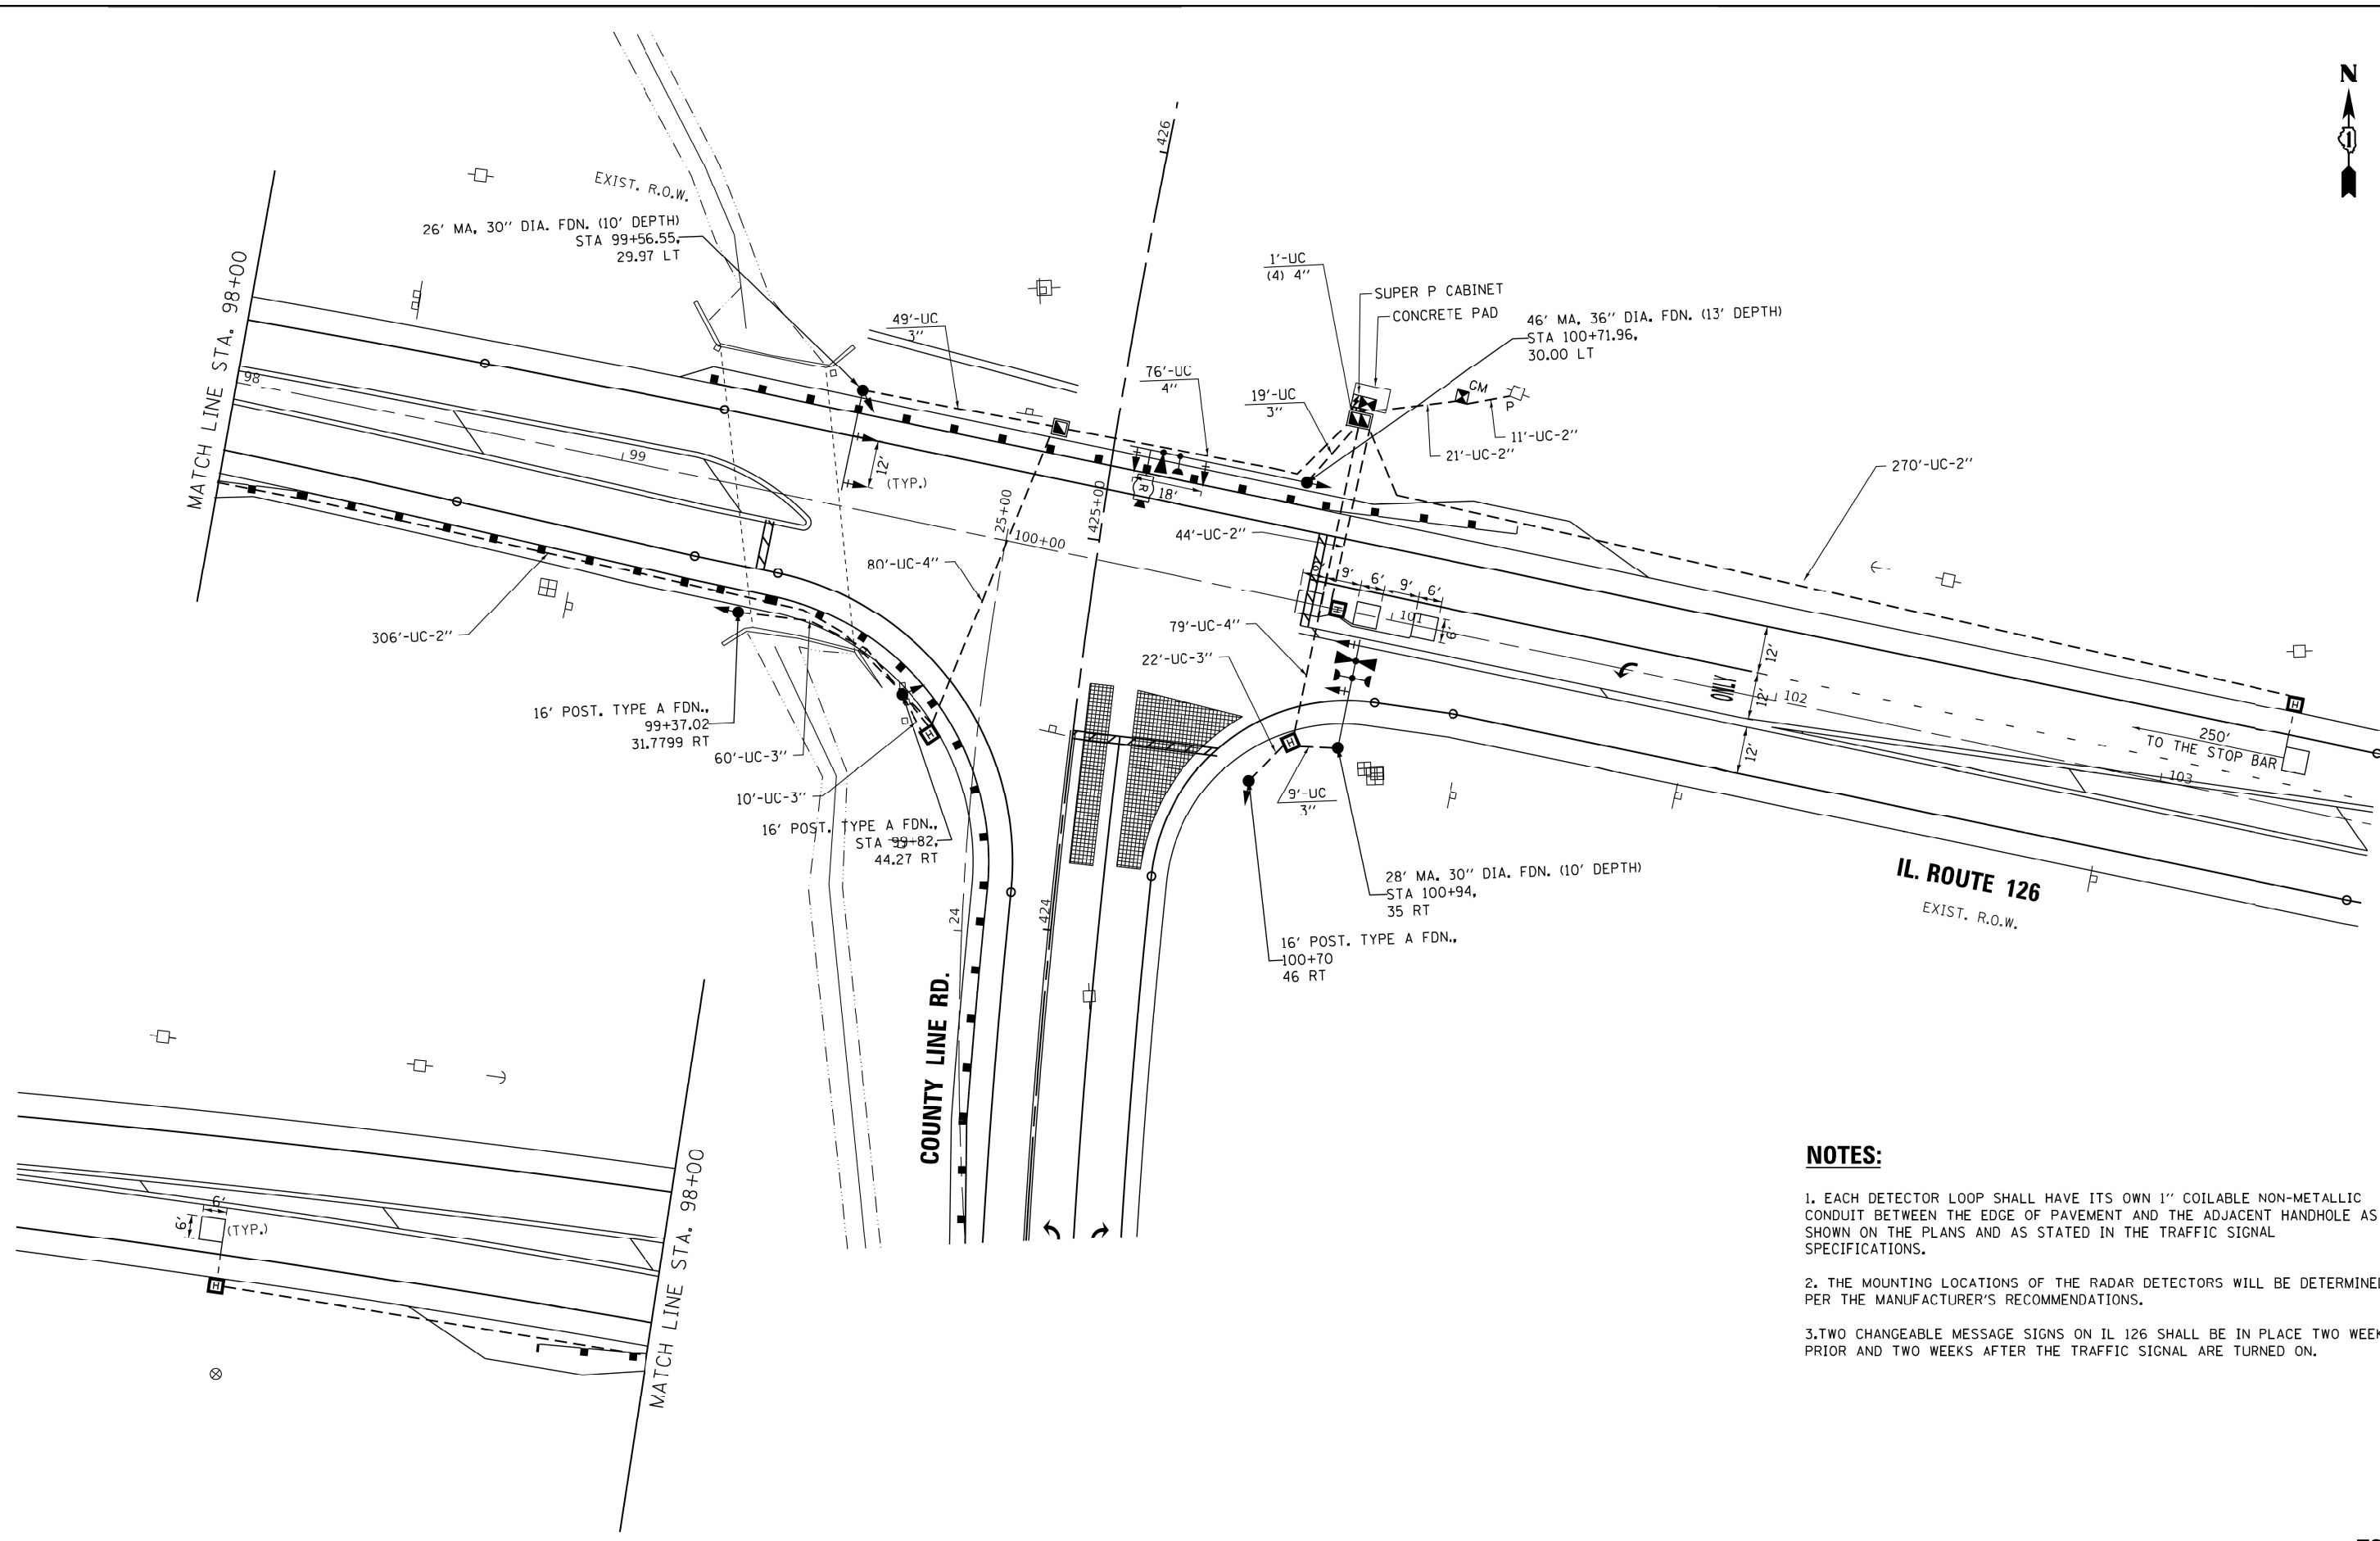 N
426
EXIST. R.O.W.
26' MA, 30'' DIA. FDN. (10' DEPTH)
STA 99+56.55,
29.97 LT
MATCH LINE STA. 98+00
1'-UC
(4) 4''
SUPER P CABINET
CONCRETE PAD
46' MA, 36'' DIA. FDN. (13' DEPTH)
STA 100+71.96,
30.00 LT
49'-UC
3''
76'-UC
4''
19'-UC
3''
GM
P
11'-UC-2''
21'-UC-2''
270'-UC-2''
98
99
12'
(TYP.)
R
18'
25+00
425+00
100+00
44'-UC-2''
80'-UC-4''
9'
6'
9'
6'
H
101
6'
79'-UC-4''
22'-UC-3''
306'-UC-2''
16' POST. TYPE A FDN.,
99+37.02
31.7799 RT
60'-UC-3''
10'-UC-3''
H
16' POST. TYPE A FDN.,
STA 99+82,
44.27 RT
H
9'-UC
3''
ONLY
12'
12'
12'
102
H
250'
TO THE STOP BAR
103
28' MA. 30'' DIA. FDN. (10' DEPTH)
STA 100+94,
35 RT
16' POST. TYPE A FDN.,
100+70
46 RT
IL. ROUTE 126
EXIST. R.O.W.
24
424
COUNTY LINE RD.
6'
6'
(TYP.)
H
MATCH LINE STA. 98+00
NOTES:
1. EACH DETECTOR LOOP SHALL HAVE ITS OWN 1'' COILABLE NON-METALLIC
CONDUIT BETWEEN THE EDGE OF PAVEMENT AND THE ADJACENT HANDHOLE AS
SHOWN ON THE PLANS AND AS STATED IN THE TRAFFIC SIGNAL
SPECIFICATIONS.
2. THE MOUNTING LOCATIONS OF THE RADAR DETECTORS WILL BE DETERMINED
PER THE MANUFACTURER'S RECOMMENDATIONS.
3.TWO CHANGEABLE MESSAGE SIGNS ON IL 126 SHALL BE IN PLACE TWO WEEK
PRIOR AND TWO WEEKS AFTER THE TRAFFIC SIGNAL ARE TURNED ON.